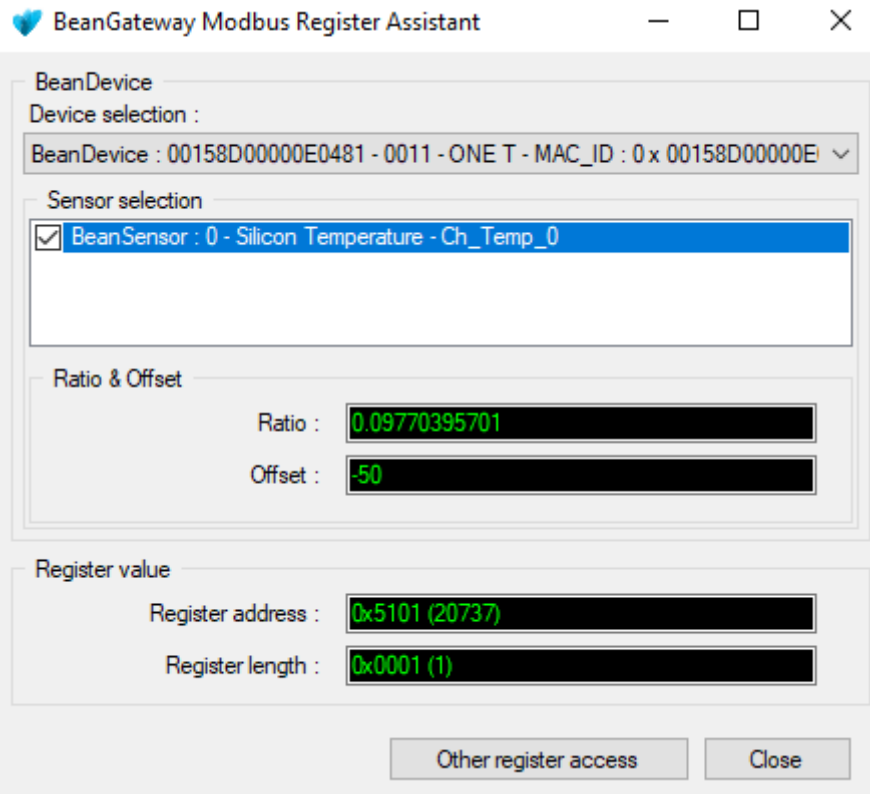 BeanGateway Modbus Register Assistant
BeanDevice
Device selection :
BeanDevice : 00158D00000E0481 - 0011 - ONE T - MAC_ID : 0 x 00158D00000E
Sensor selection
BeanSensor : 0 - Silicon Temperature - Ch_Temp_0
Ratio & Offset
Ratio : 0.09770395701
Offset : -50
Register value
Register address : 0x5101 (20737)
Register length : 0x0001 (1)
Other register access Close